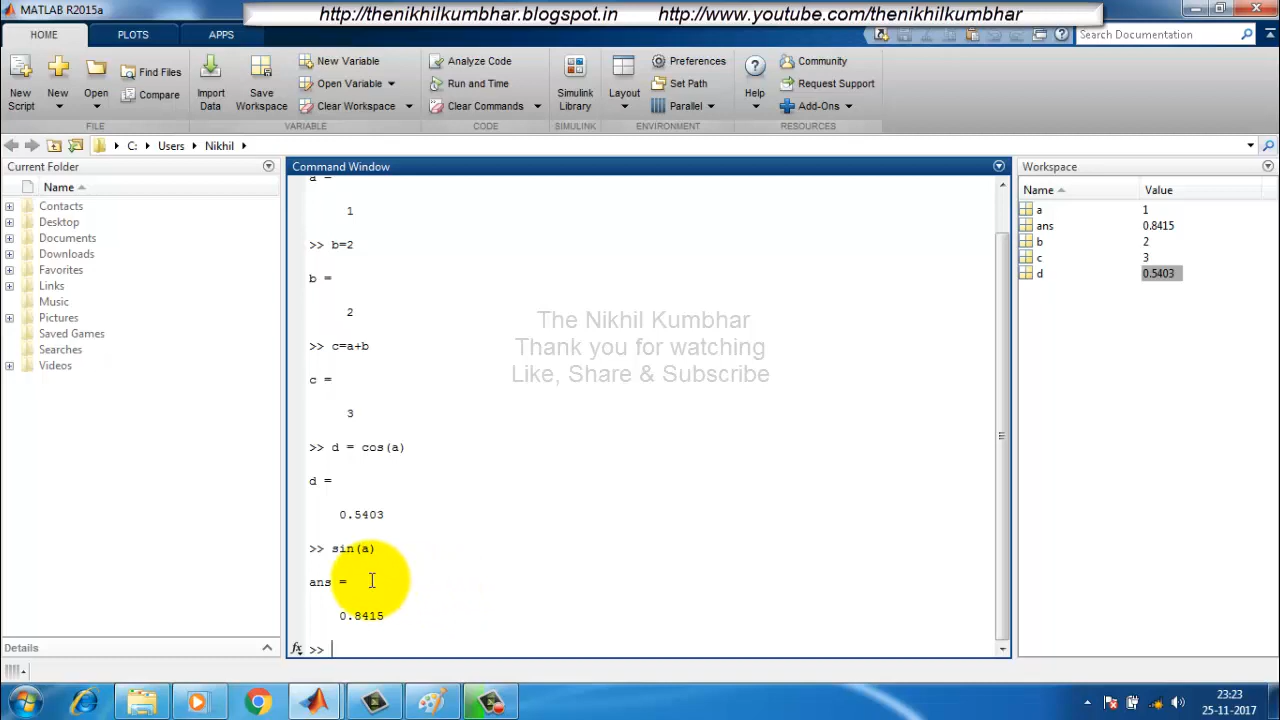 MATLAB R2015a
http://thenikhilkumbhar.blogspot.in http://www.youtube.com/thenikhilkumbhar
HOME PLOTS APPS
Search Documentation
New Script
New
Open
Find Files
Compare
FILE
Import Data
Save Workspace
New Variable
Open Variable
Clear Workspace
VARIABLE
Analyze Code
Run and Time
Clear Commands
CODE
Simulink Library
SIMULINK
Layout
Preferences
Set Path
Parallel
ENVIRONMENT
Help
Community
Request Support
Add-Ons
RESOURCES
C: Users Nikhil
Current Folder
Name
Contacts
Desktop
Documents
Downloads
Favorites
Links
Music
Pictures
Saved Games
Searches
Videos
Details
Command Window
a =
1
>> b=2
b =
2
>> c=a+b
c =
3
>> d = cos(a)
d =
0.5403
>> sin(a)
ans =
0.8415
fx >>
The Nikhil Kumbhar
Thank you for watching
Like, Share & Subscribe
Workspace
Name Value
a 1
ans 0.8415
b 2
c 3
d 0.5403
23:23
25-11-2017